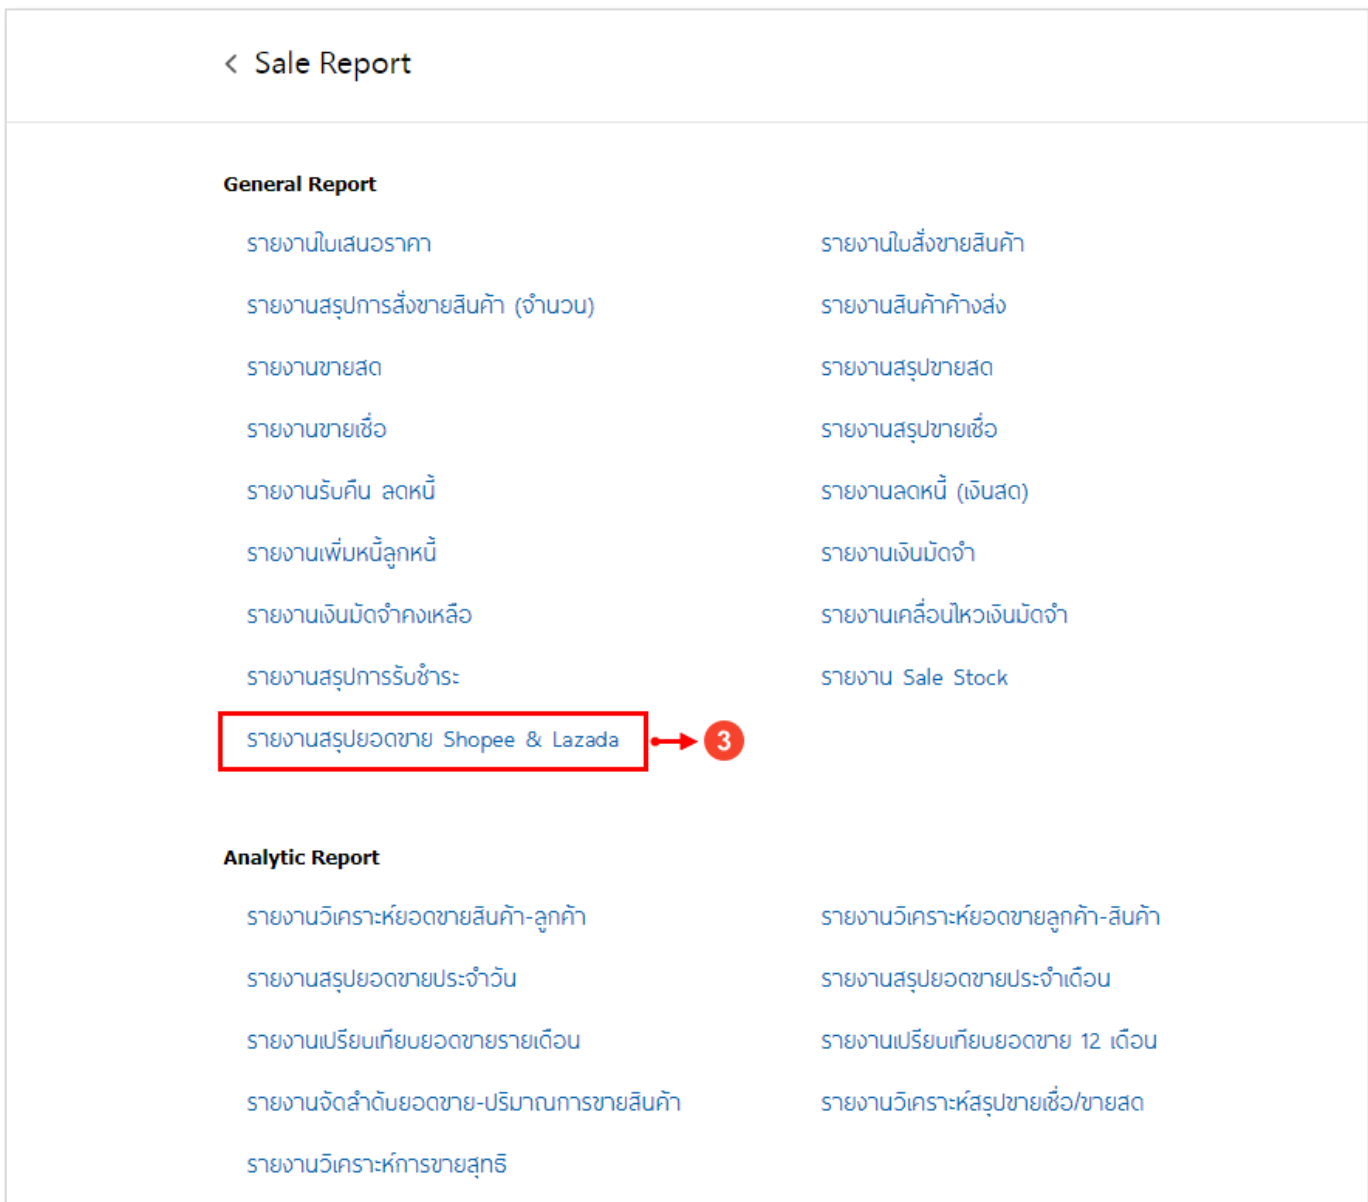 < Sale Report
General Report
รายงานใบเสนอราคา
รายงานใบสั่งขายสินค้า
รายงานสรุปการสั่งขายสินค้า (จำนวน)
รายงานสินค้าค้างส่ง
รายงานขายสด
รายงานสรุปขายสด
รายงานขายเชื่อ
รายงานสรุปขายเชื่อ
รายงานรับคืน ลดหนี้
รายงานลดหนี้ (เงินสด)
รายงานเพิ่มหนี้ลูกหนี้
รายงานเงินมัดจำ
รายงานเงินมัดจำคงเหลือ
รายงานเคลื่อนไหวเงินมัดจำ
รายงานสรุปการรับชำระ
รายงาน Sale Stock
รายงานสรุปยอดขาย Shopee & Lazada
3
Analytic Report
รายงานวิเคราะห์ยอดขายสินค้า-ลูกค้า
รายงานวิเคราะห์ยอดขายลูกค้า-สินค้า
รายงานสรุปยอดขายประจำวัน
รายงานสรุปยอดขายประจำเดือน
รายงานเปรียบเทียบยอดขายรายเดือน
รายงานเปรียบเทียบยอดขาย 12 เดือน
รายงานจัดลำดับยอดขาย-ปริมาณการขายสินค้า
รายงานวิเคราะห์สรุปขายเชื่อ/ขายสด
รายงานวิเคราะห์การขายสุทธิ